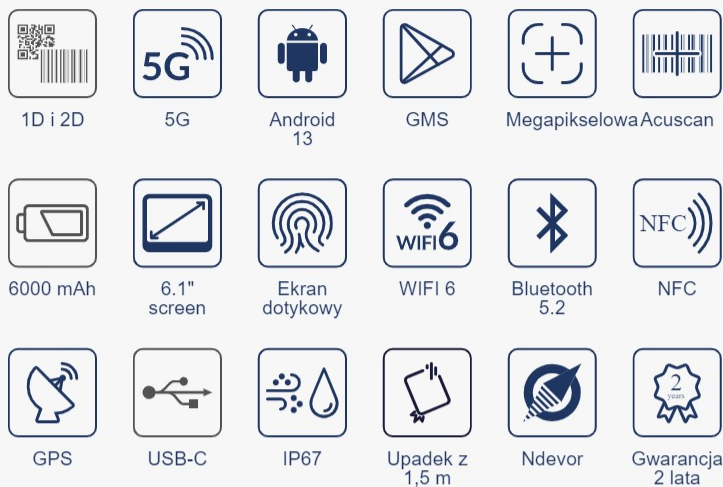 5G
1D i 2D
5G
Android
13
GMS
Megapikselowa
Acuscan
WIFI6
NFC
6000 mAh
6.1"
screen
Ekran
dotykowy
WIFI 6
Bluetooth
5.2
NFC
2
years
GPS
USB-C
IP67
Upadek z
1,5 m
Ndevor
Gwarancja
2 lata